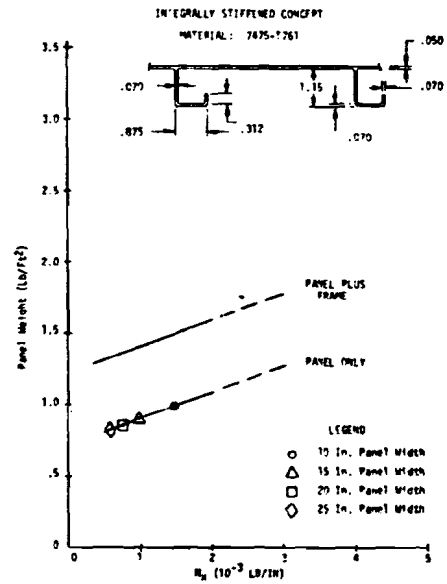 INTEGRALLY STIFFENED CONCEPT
MATERIAL: 7475-T761
.050
.070
.070
1.15
.875
.312
.070
3.5
3.0
2.5
2.0
1.5
1.0
.5
0
Panel Weight (Lb/Ft²)
PANEL PLUS
FRAME
PANEL ONLY
LEGEND
10 In. Panel Width
15 In. Panel Width
20 In. Panel Width
25 In. Panel Width
0
1
2
3
4
5
(10⁻³ LB/IN)